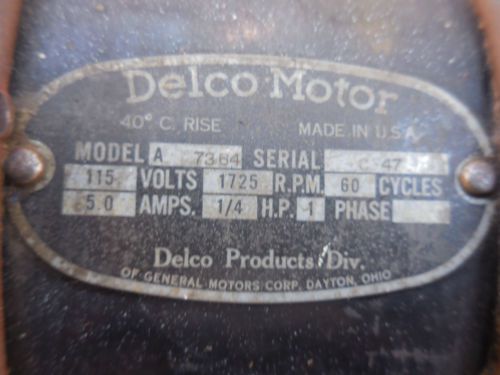 Delco Motor
40° C. RISE MADE IN U.S.A.
MODEL A 7384 SERIAL C 47
115 VOLTS 1725 R.P.M. 60 CYCLES
5.0 AMPS. 1/4 H.P. 1 PHASE
Delco Products Div.
OF GENERAL MOTORS CORP. DAYTON, OHIO